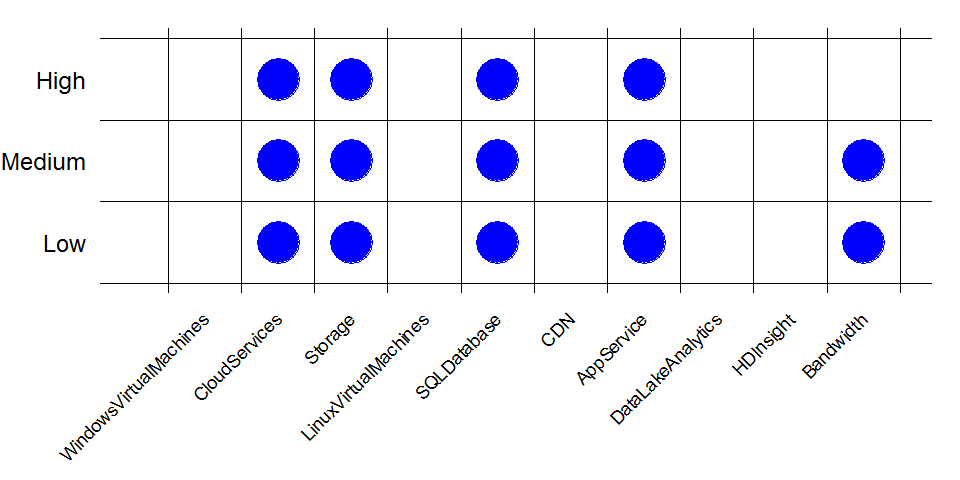 High
Medium
Low
WindowsVirtualMachines
CloudServices
Storage
LinuxVirtualMachines
SQLDatabase
CDN
AppService
DataLakeAnalytics
HDInsight
Bandwidth